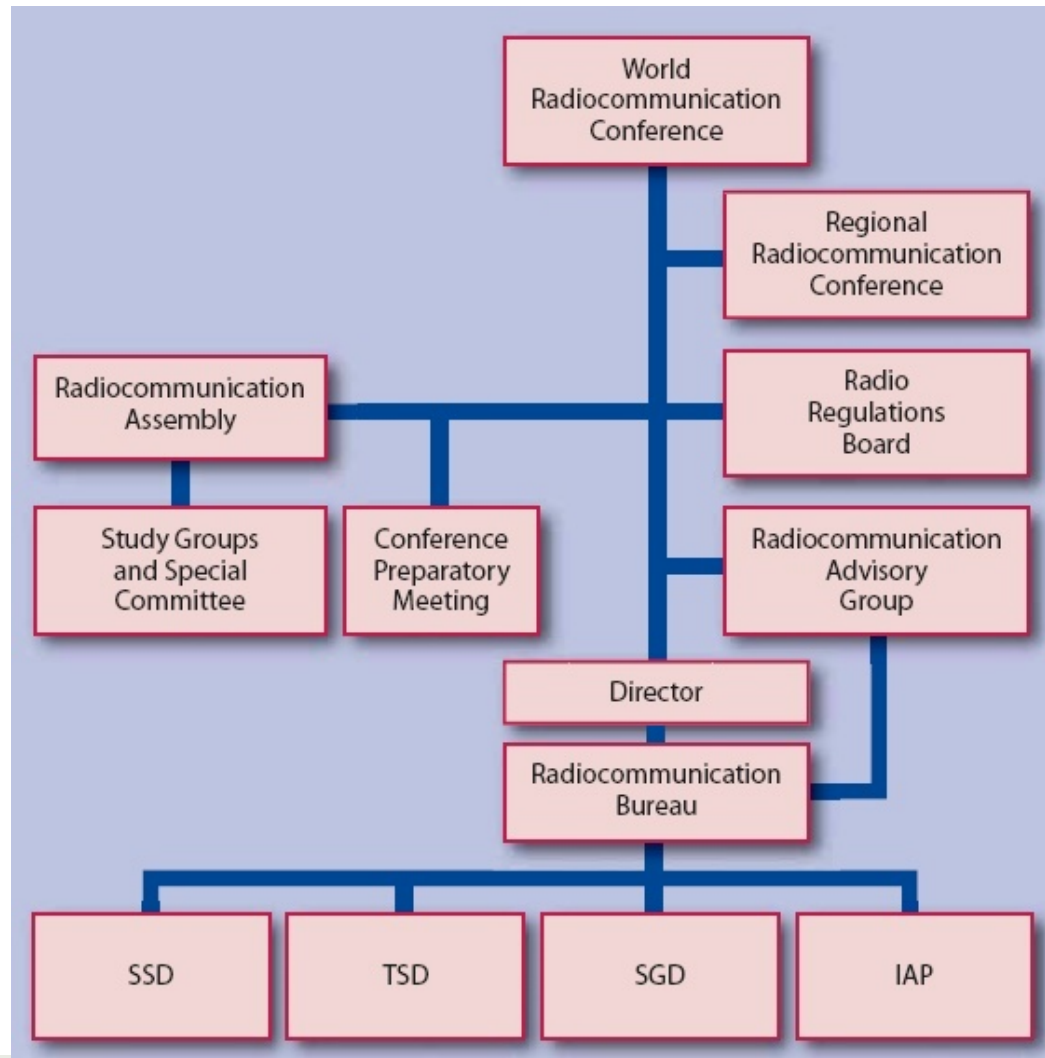 World
Radiocommunication
Conference
Regional
Radiocommunication
Conference
Radiocommunication
Assembly
Radio
Regulations
Board
Study Groups
and Special
Committee
Conference
Preparatory
Meeting
Radiocommunication
Advisory
Group
Director
Radiocommunication
Bureau
SSD
TSD
SGD
IAP